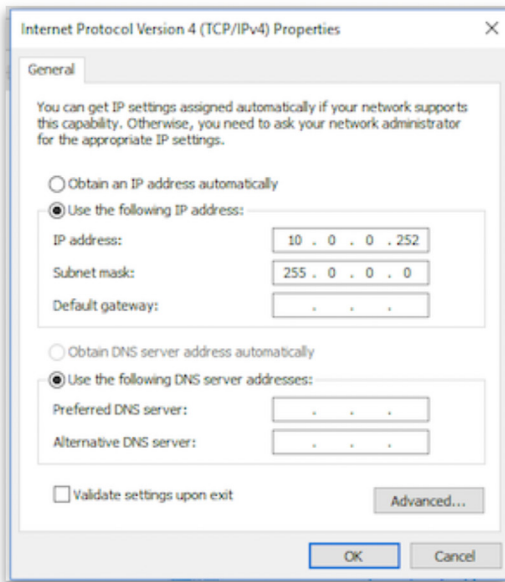 Internet Protocol Version 4 (TCP/IPv4) Properties
General
You can get IP settings assigned automatically if your network supports
this capability. Otherwise, you need to ask your network administrator
for the appropriate IP settings.
Obtain an IP address automatically
Use the following IP address:
IP address: 10 . 0 . 0 . 252
Subnet mask: 255 . 0 . 0 . 0
Default gateway: . . .
Obtain DNS server address automatically
Use the following DNS server addresses:
Preferred DNS server: . . .
Alternative DNS server: . . .
Validate settings upon exit
Advanced...
OK Cancel